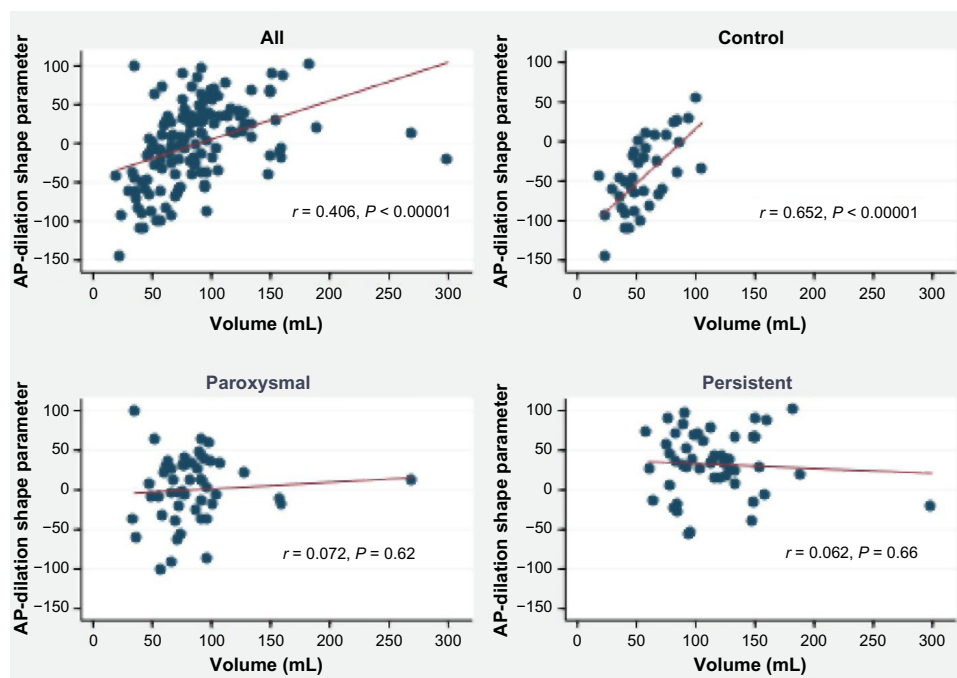 All
AP-dilation shape parameter
100
50
0
−50
−100
−150
r = 0.406, P < 0.00001
0 50 100 150 200 250 300
Volume (mL)
Control
AP-dilation shape parameter
100
50
0
−50
−100
−150
r = 0.652, P < 0.00001
0 50 100 150 200 250 300
Volume (mL)
Paroxysmal
AP-dilation shape parameter
100
50
0
−50
−100
−150
r = 0.072, P = 0.62
0 50 100 150 200 250 300
Volume (mL)
Persistent
AP-dilation shape parameter
100
50
0
−50
−100
−150
r = 0.062, P = 0.66
0 50 100 150 200 250 300
Volume (mL)